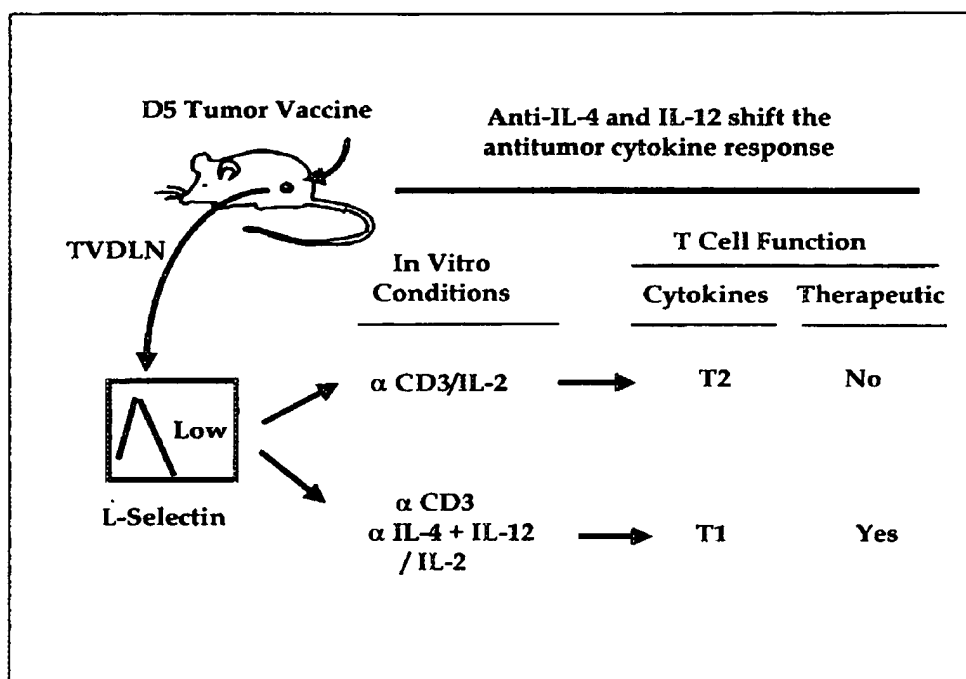 D5 Tumor Vaccine
Anti-IL-4 and IL-12 shift the
antitumor cytokine response
TVDLN
In Vitro
Conditions
T Cell Function
Cytokines
Therapeutic
α CD3/IL-2
T2
No
Low
L-Selectin
α CD3
α IL-4 + IL-12
/ IL-2
T1
Yes